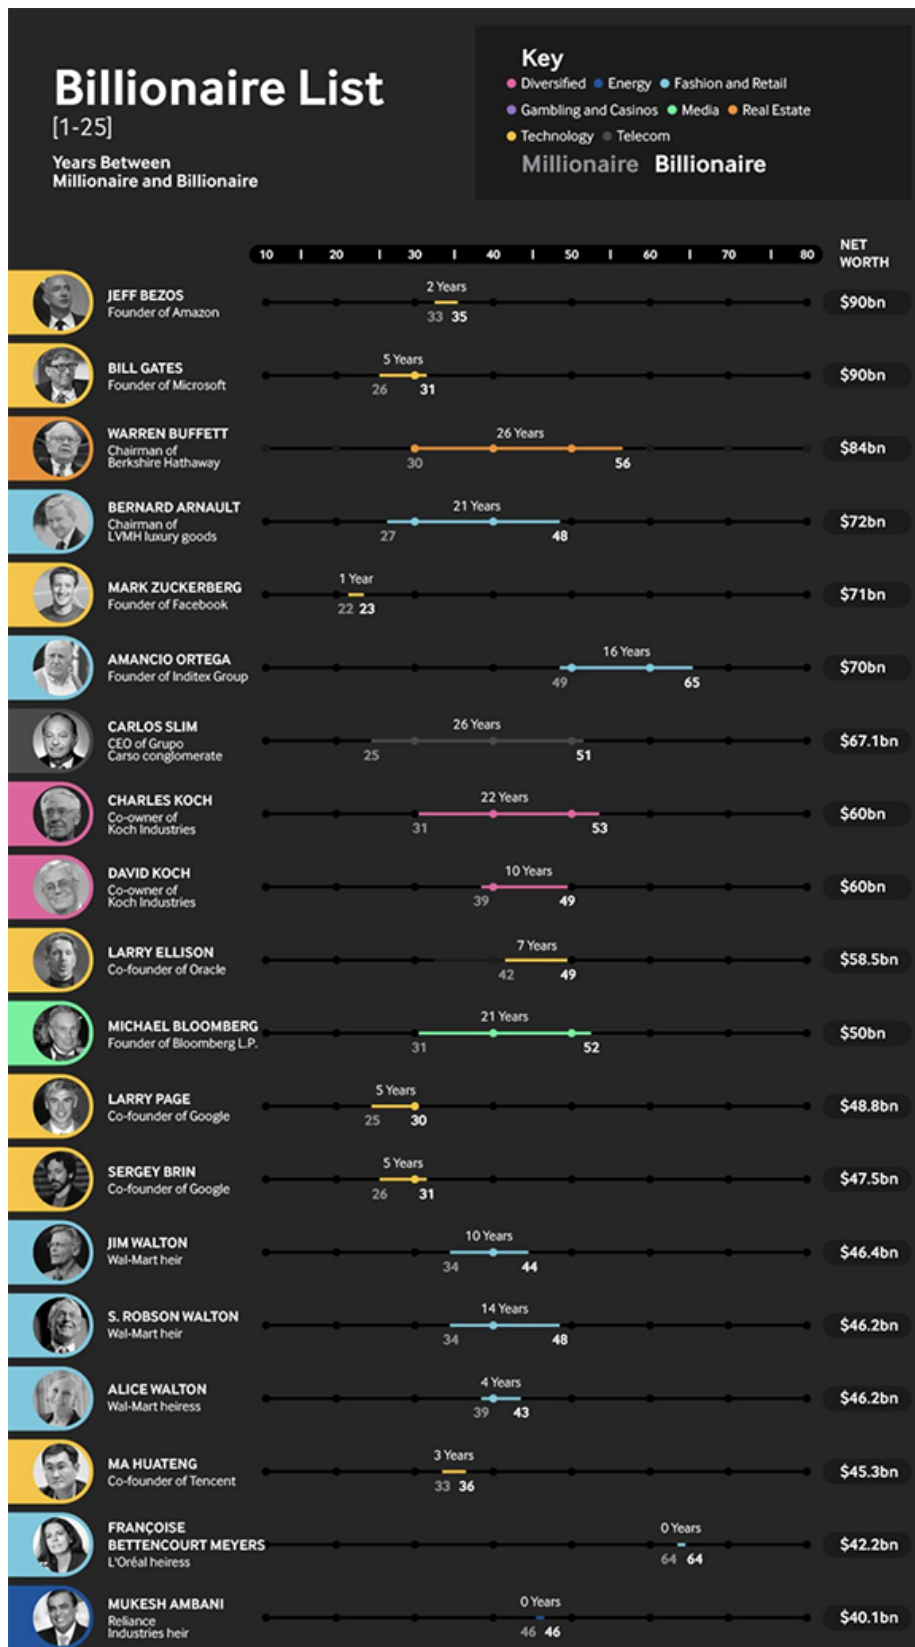 Billionaire List
[1-25]
Years Between
Millionaire and Billionaire
Key
Diversified Energy Fashion and Retail
Gambling and Casinos Media Real Estate
Technology Telecom
Millionaire Billionaire
10 | 20 | 30 | 40 | 50 | 60 | 70 | 80
NET
WORTH
JEFF BEZOS
Founder of Amazon
2 Years
33 35
$90bn
BILL GATES
Founder of Microsoft
5 Years
26 31
$90bn
WARREN BUFFETT
Chairman of
Berkshire Hathaway
26 Years
30 56
$84bn
BERNARD ARNAULT
Chairman of
LVMH luxury goods
21 Years
27 48
$72bn
MARK ZUCKERBERG
Founder of Facebook
1 Year
22 23
$71bn
AMANCIO ORTEGA
Founder of Inditex Group
16 Years
49 65
$70bn
CARLOS SLIM
CEO of Grupo
Carso conglomerate
26 Years
25 51
$67.1bn
CHARLES KOCH
Co-owner of
Koch Industries
22 Years
31 53
$60bn
DAVID KOCH
Co-owner of
Koch Industries
10 Years
39 49
$60bn
LARRY ELLISON
Co-founder of Oracle
7 Years
42 49
$58.5bn
MICHAEL BLOOMBERG
Founder of Bloomberg L.P.
21 Years
31 52
$50bn
LARRY PAGE
Co-founder of Google
5 Years
25 30
$48.8bn
SERGEY BRIN
Co-founder of Google
5 Years
26 31
$47.5bn
JIM WALTON
Wal-Mart heir
10 Years
34 44
$46.4bn
S. ROBSON WALTON
Wal-Mart heir
14 Years
34 48
$46.2bn
ALICE WALTON
Wal-Mart heiress
4 Years
39 43
$46.2bn
MA HUATENG
Co-founder of Tencent
3 Years
33 36
$45.3bn
FRANÇOISE
BETTENCOURT MEYERS
L'Oréal heiress
0 Years
64 64
$42.2bn
MUKESH AMBANI
Reliance
Industries heir
0 Years
46 46
$40.1bn